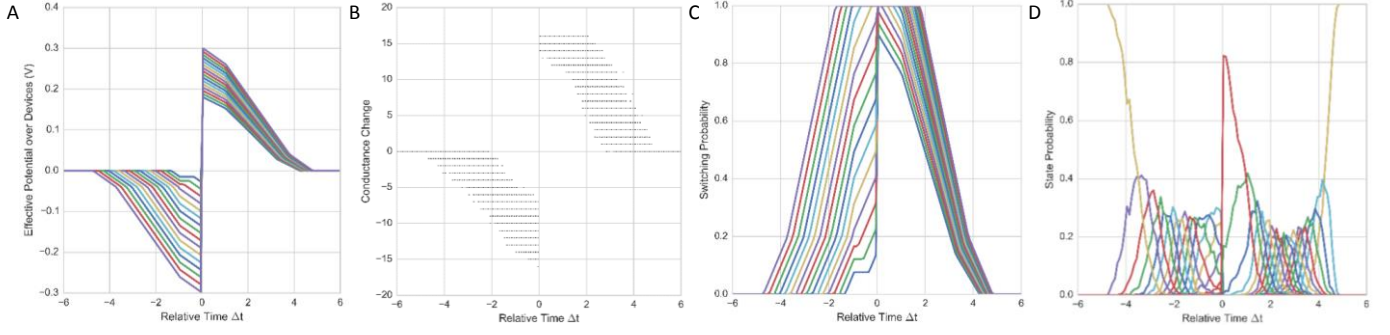 A
Effective Potential over Devices (V)
0.4
0.3
0.2
0.1
0.0
−0.1
−0.2
−0.3
−6 −4 −2 0 2 4 6
Relative Time Δt
B
Conductance Change
20
15
10
5
0
−5
−10
−15
−20
−6 −4 −2 0 2 4 6
Relative Time Δt
C
Switching Probability
1.0
0.8
0.6
0.4
0.2
0.0
−6 −4 −2 0 2 4 6
Relative Time Δt
D
State Probability
1.0
0.8
0.6
0.4
0.2
0.0
−6 −4 −2 0 2 4 6
Relative Time Δt